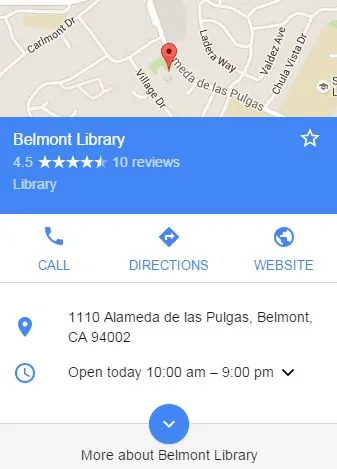 Carlmont Dr
Ladera Way
Valdez Ave
Chula Vista Dr
Village Dr
ameda de las Pulgas
S
L
Belmont Library
4.5 10 reviews
Library
CALL DIRECTIONS WEBSITE
1110 Alameda de las Pulgas, Belmont,
CA 94002
Open today 10:00 am – 9:00 pm
More about Belmont Library